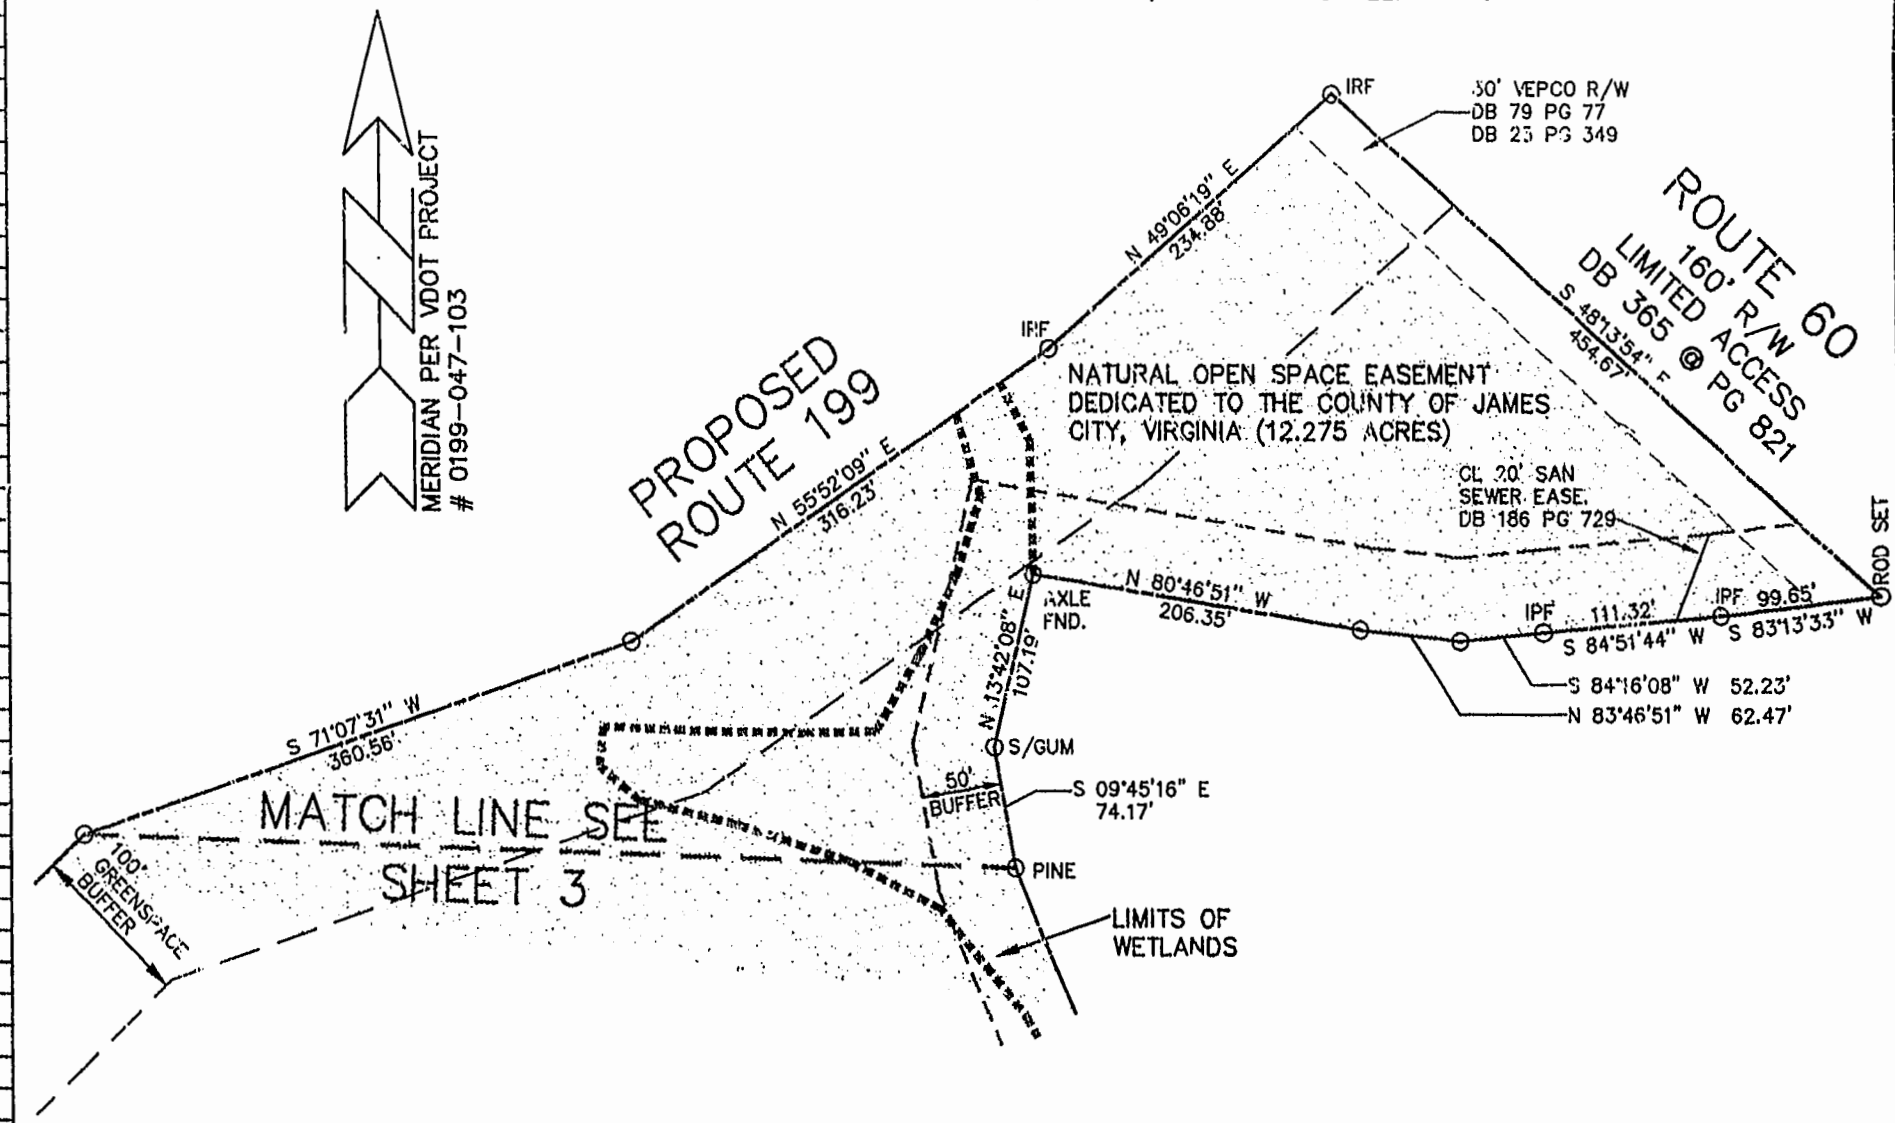 MERIDIAN PER VDOT PROJECT
# 0199-047-103
IRF
VEPCO R/W
DB 79 PG 77
DB 23 PG 349
ROUTE 60
160' R/W
LIMITED ACCESS
DB 365 @ PG 821
S 48°13'54" E
454.67'
N 49°06'19" E
234.88'
IRF
PROPOSED
ROUTE 199
N 55°52'09" E
316.23'
NATURAL OPEN SPACE EASEMENT
DEDICATED TO THE COUNTY OF JAMES
CITY, VIRGINIA (12.275 ACRES)
CL 20' SAN
SEWER EASE.
DB 186 PG 729
ROD SET
N 80°46'51" W
206.35'
AXLE
FND.
IPF
111.32'
S 84°51'44" W
IPF
99.65'
S 83°13'33" W
S 84°16'08" W 52.23'
N 83°46'51" W 62.47'
N 13°42'08" E
107.19'
S/GUM
S 71°07'31" W
360.56'
50'
BUFFER
S 09°45'16" E
74.17'
MATCH LINE SEE
SHEET 3
PINE
100'
GREENSPACE
BUFFER
LIMITS OF
WETLANDS